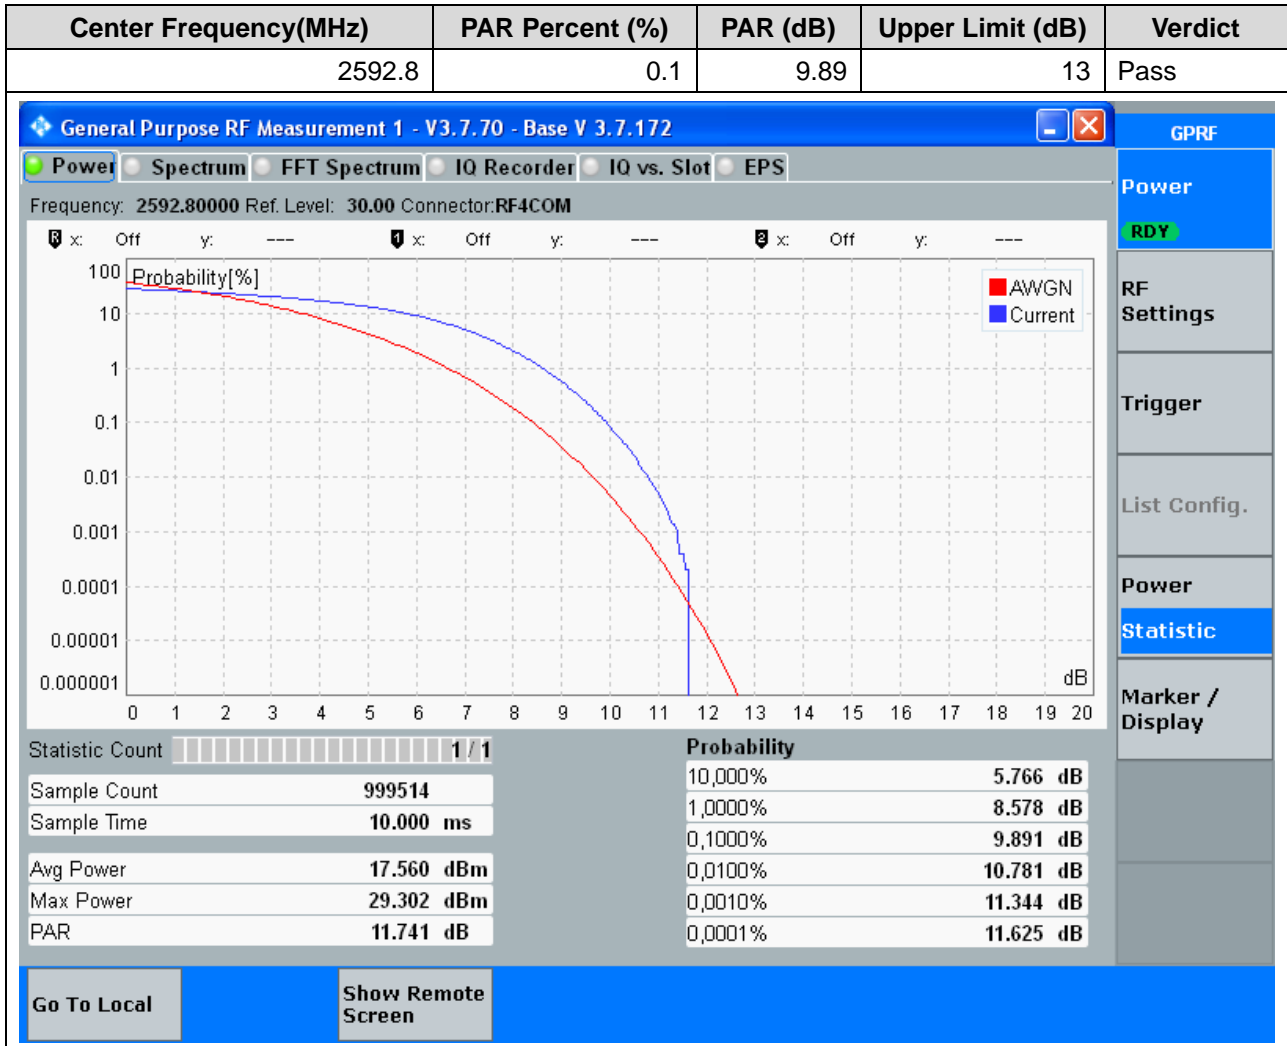 Center Frequency(MHz) PAR Percent (%) PAR (dB) Upper Limit (dB) Verdict
2592.8 0.1 9.89 13 Pass
General Purpose RF Measurement 1 - V3.7.70 - Base V 3.7.172
GPRF
Power Spectrum FFT Spectrum IQ Recorder IQ vs. Slot EPS
Frequency: 2592.80000 Ref. Level: 30.00 Connector:RF4COM
R x: Off y: --- 1 x: Off y: --- 2 x: Off y: ---
Probability[%]
AWGN
Current
100
10
1
0.1
0.01
0.001
0.0001
0.00001
0.000001
dB
0 1 2 3 4 5 6 7 8 9 10 11 12 13 14 15 16 17 18 19 20
Statistic Count 1 / 1
Sample Count 999514
Sample Time 10.000 ms
Avg Power 17.560 dBm
Max Power 29.302 dBm
PAR 11.741 dB
Probability
10,000% 5.766 dB
1,0000% 8.578 dB
0,1000% 9.891 dB
0,0100% 10.781 dB
0,0010% 11.344 dB
0,0001% 11.625 dB
Power
RDY
RF
Settings
Trigger
List Config.
Power
Statistic
Marker /
Display
Go To Local
Show Remote
Screen